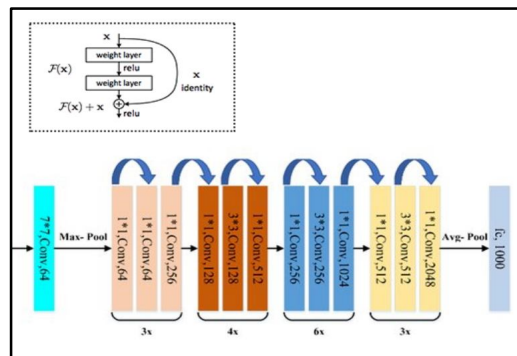 x
weight layer
F(x)
relu
x
weight layer
identity
F(x) + x
relu
7*7,Conv,64
Max- Pool
1*1,Conv,64
1*1,Conv,64
1*1,Conv,256
1*1,Conv,128
3*3,Conv,128
1*1,Conv,512
1*1,Conv,256
3*3,Conv,256
1*1,Conv,1024
1*1,Conv,512
3*3,Conv,512
1*1,Conv,2048
Avg- Pool
fc, 1000
3x
4x
6x
3x